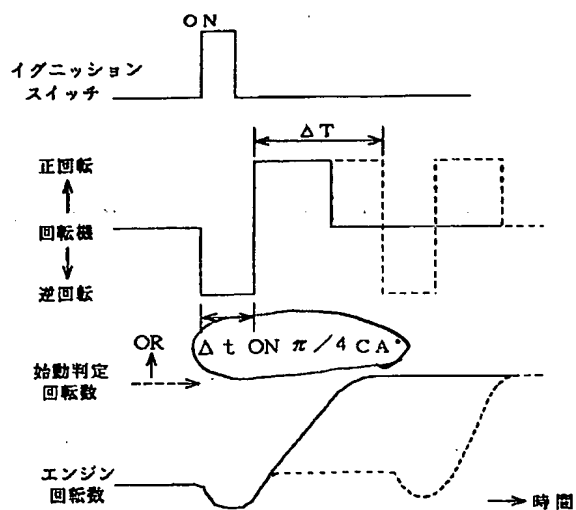 ON
イグニッション
スイッチ
ΔT
正回転
回転機
逆回転
Δt ON π/4 CA°
OR
始動判定
回転数
エンジン
回転数
時間